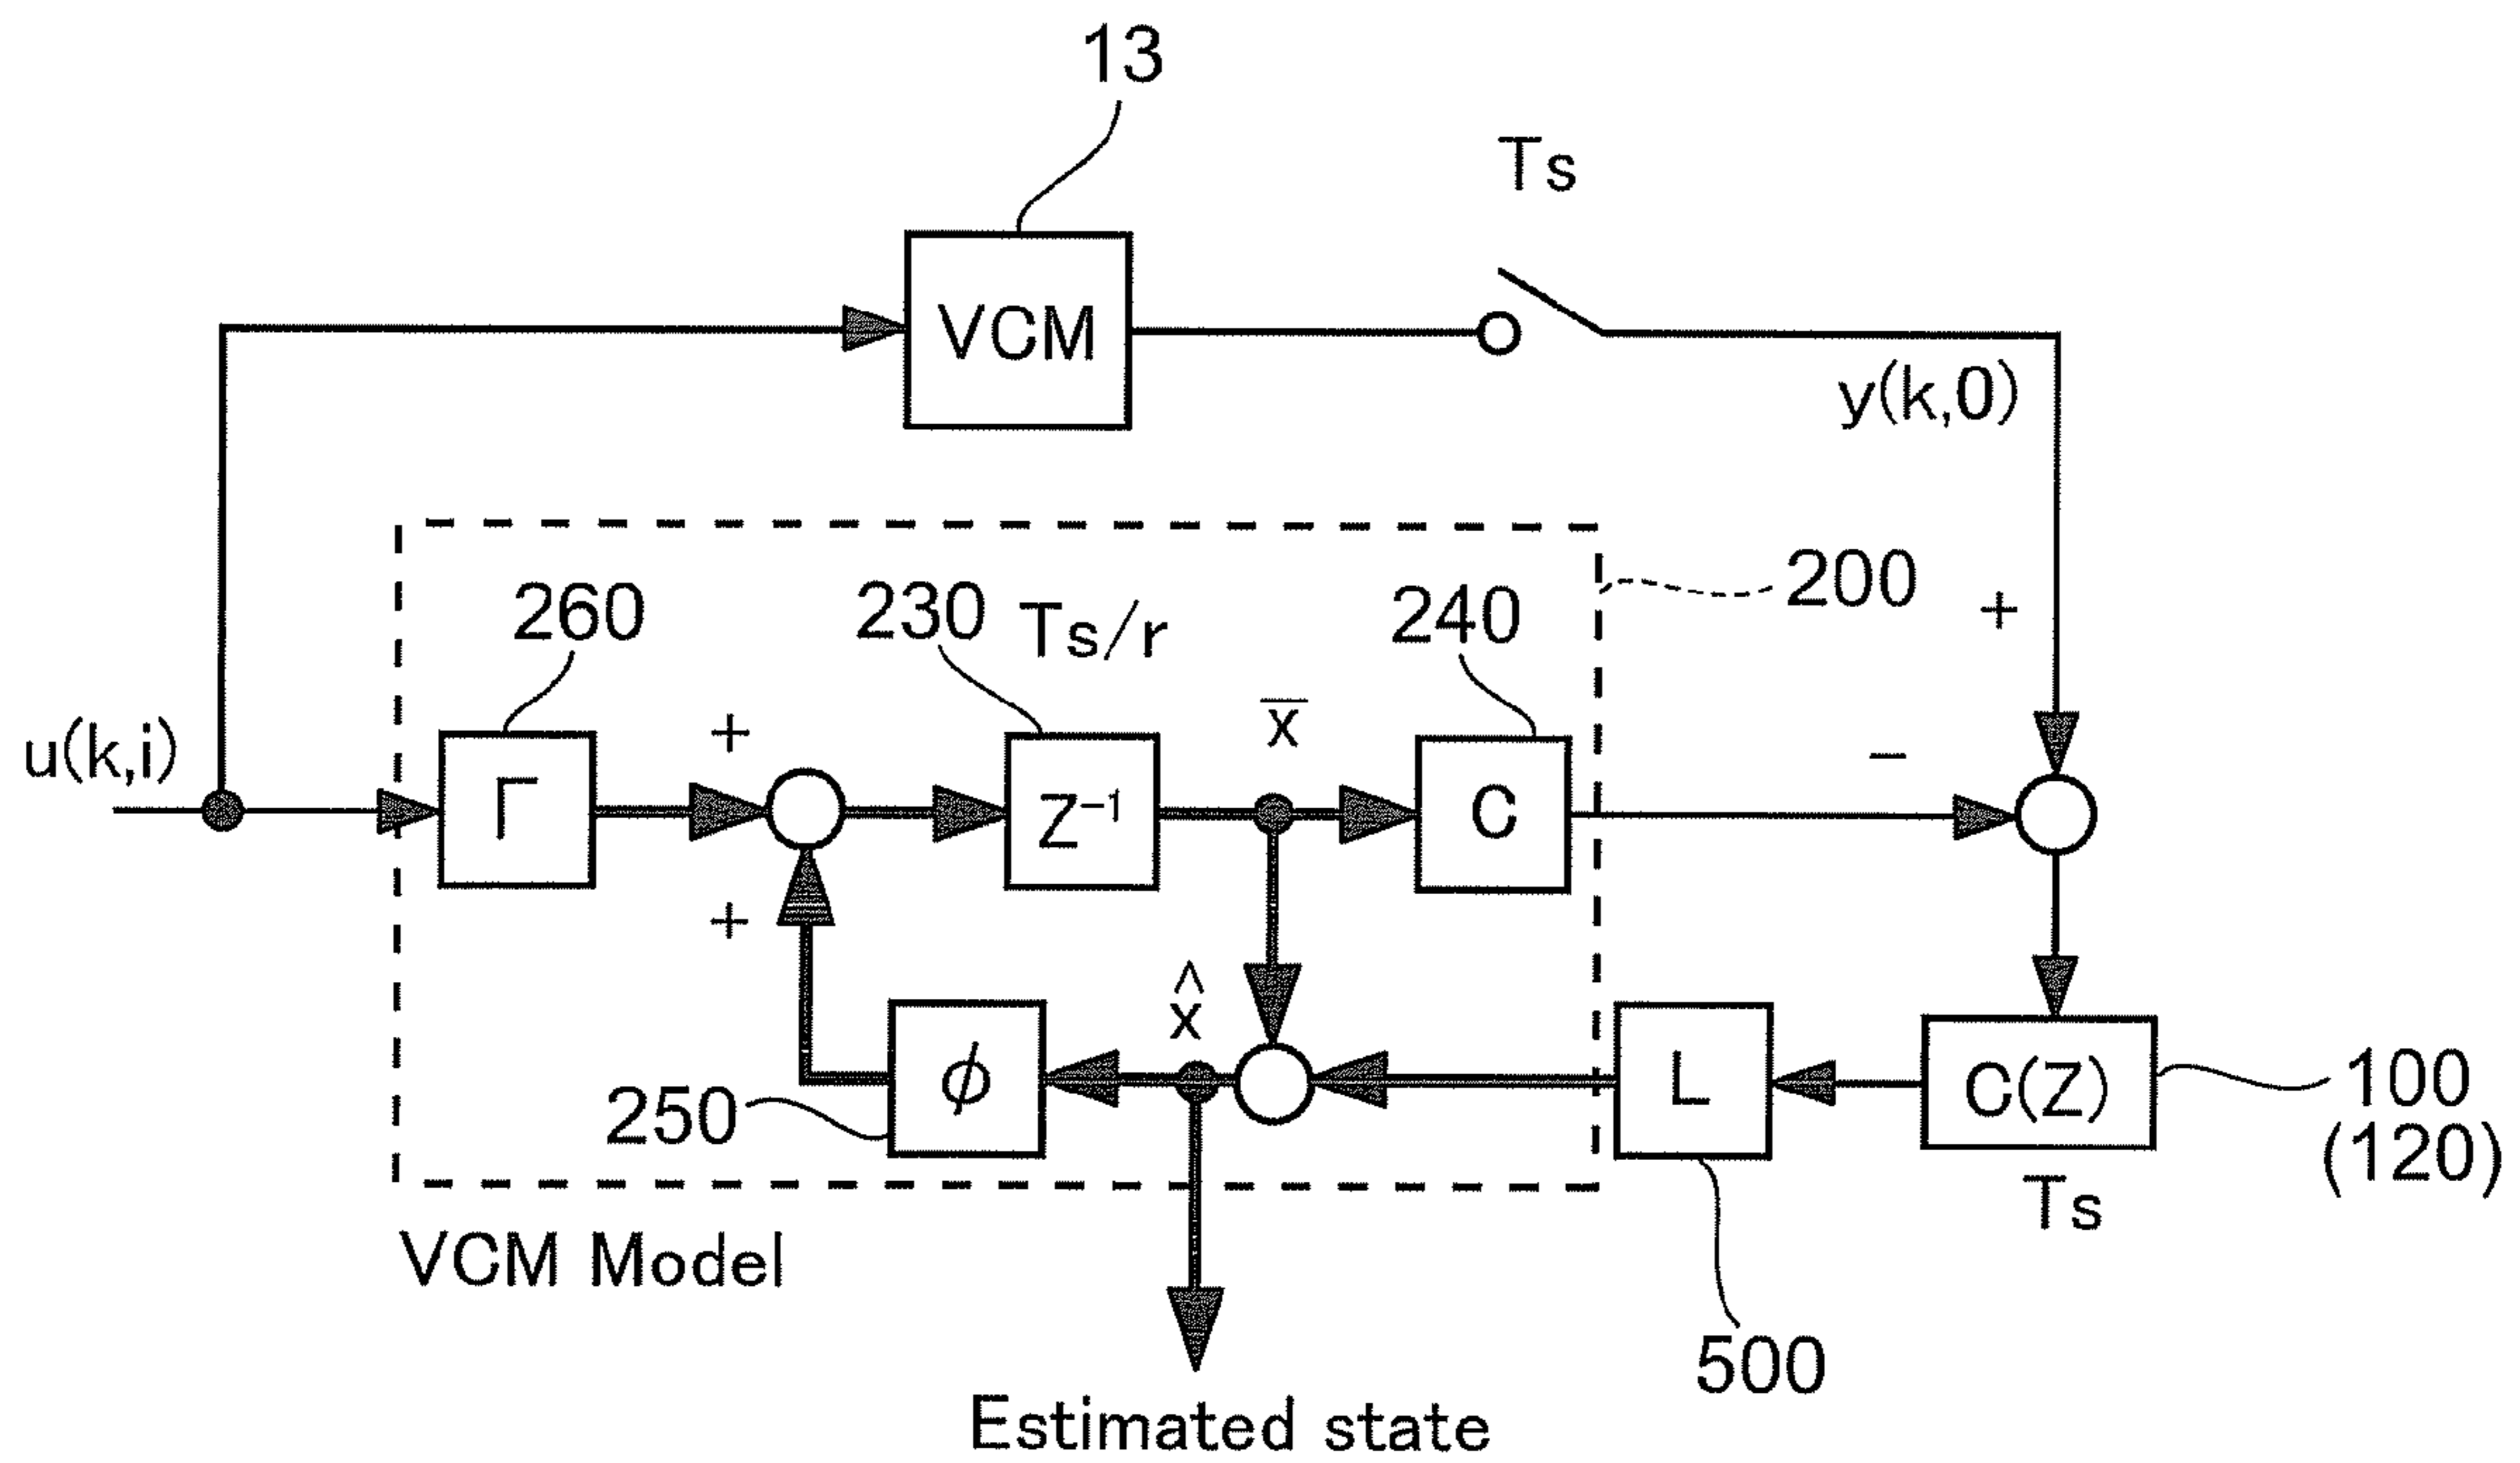 13
Ts
VCM
y(k,0)
200
260
230
Ts/r
240
+
x̄
+
−
u(k,i)
Γ
Z⁻¹
C
+
x̂
ϕ
L
C(Z)
100
(120)
250
Ts
VCM Model
500
Estimated state